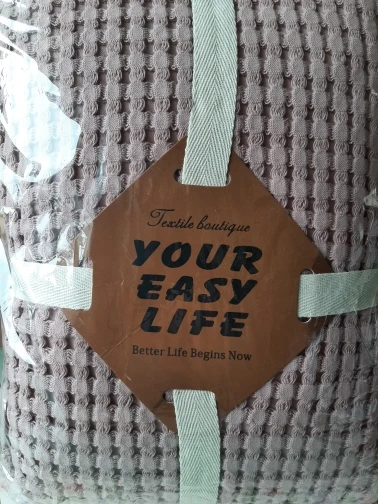 Textile boutique
YOUR
EASY
LIFE
Better Life Begins Now